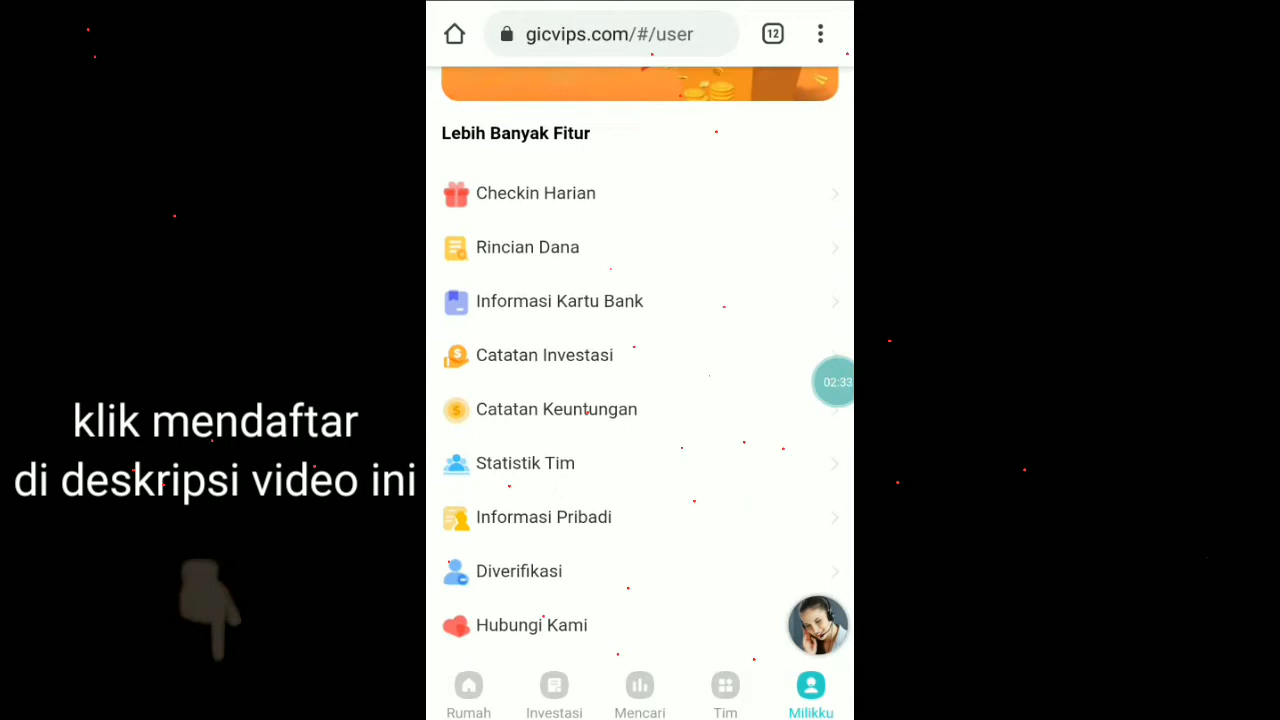 gicvips.com/#/user
12
Lebih Banyak Fitur
Checkin Harian
Rincian Dana
Informasi Kartu Bank
Catatan Investasi
02:33
Catatan Keuntungan
Statistik Tim
Informasi Pribadi
Diverifikasi
Hubungi Kami
Rumah
Investasi
Mencari
Tim
Milikku
klik mendaftar
di deskripsi video ini